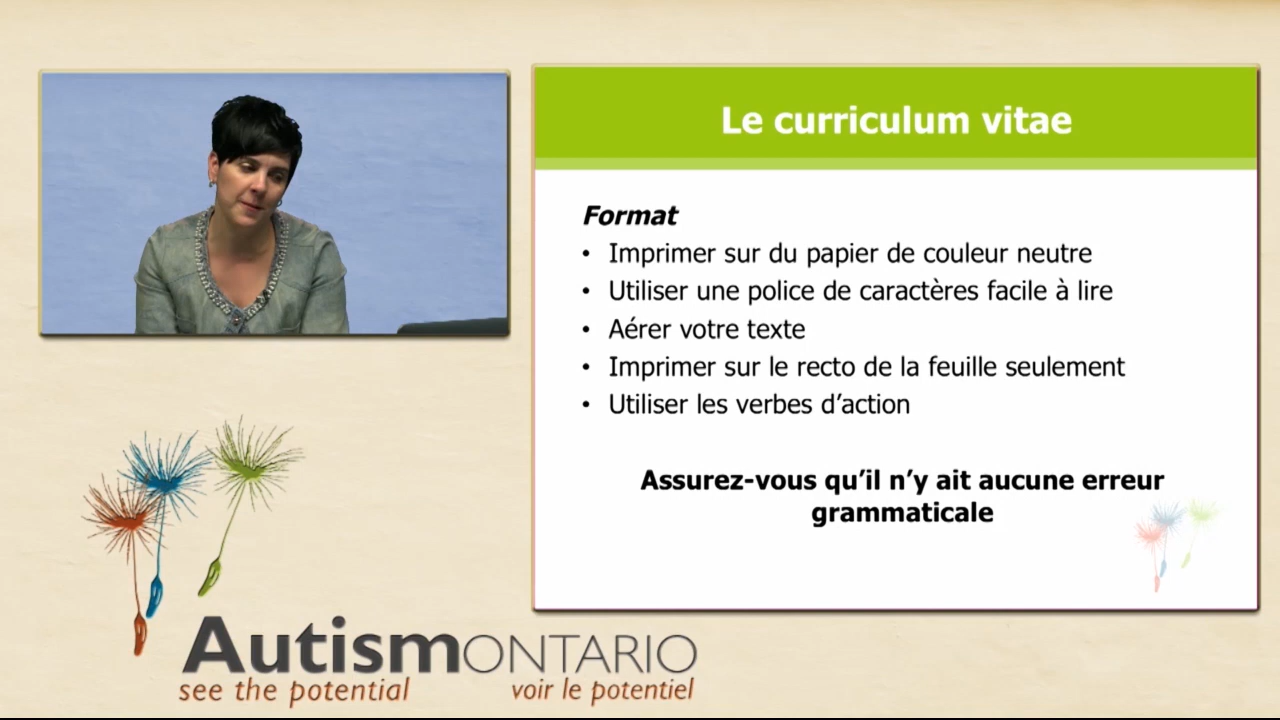 Le curriculum vitae
Format
• Imprimer sur du papier de couleur neutre
• Utiliser une police de caractères facile à lire
• Aérer votre texte
• Imprimer sur le recto de la feuille seulement
• Utiliser les verbes d’action
Assurez-vous qu’il n’y ait aucune erreur
grammaticale
AutismONTARIO
see the potential voir le potentiel